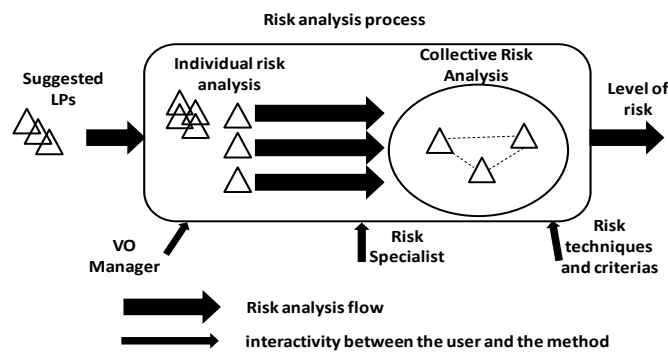 Risk analysis process
Suggested
LPs
Individual risk
analysis
Collective Risk
Analysis
Level of
risk
VO
Manager
Risk
Specialist
Risk
techniques
and criterias
Risk analysis flow
interactivity between the user and the method